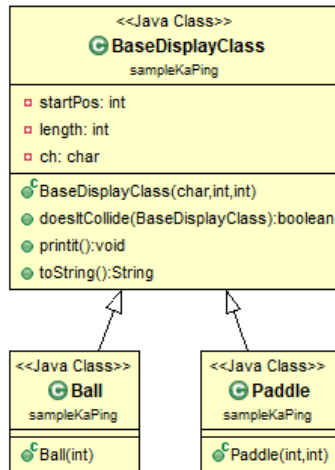 <<Java Class>>
BaseDisplayClass
sampleKaPing
startPos: int
length: int
ch: char
BaseDisplayClass(char,int,int)
doesItCollide(BaseDisplayClass):boolean
printit():void
toString():String
<<Java Class>>
Ball
sampleKaPing
Ball(int)
<<Java Class>>
Paddle
sampleKaPing
Paddle(int,int)